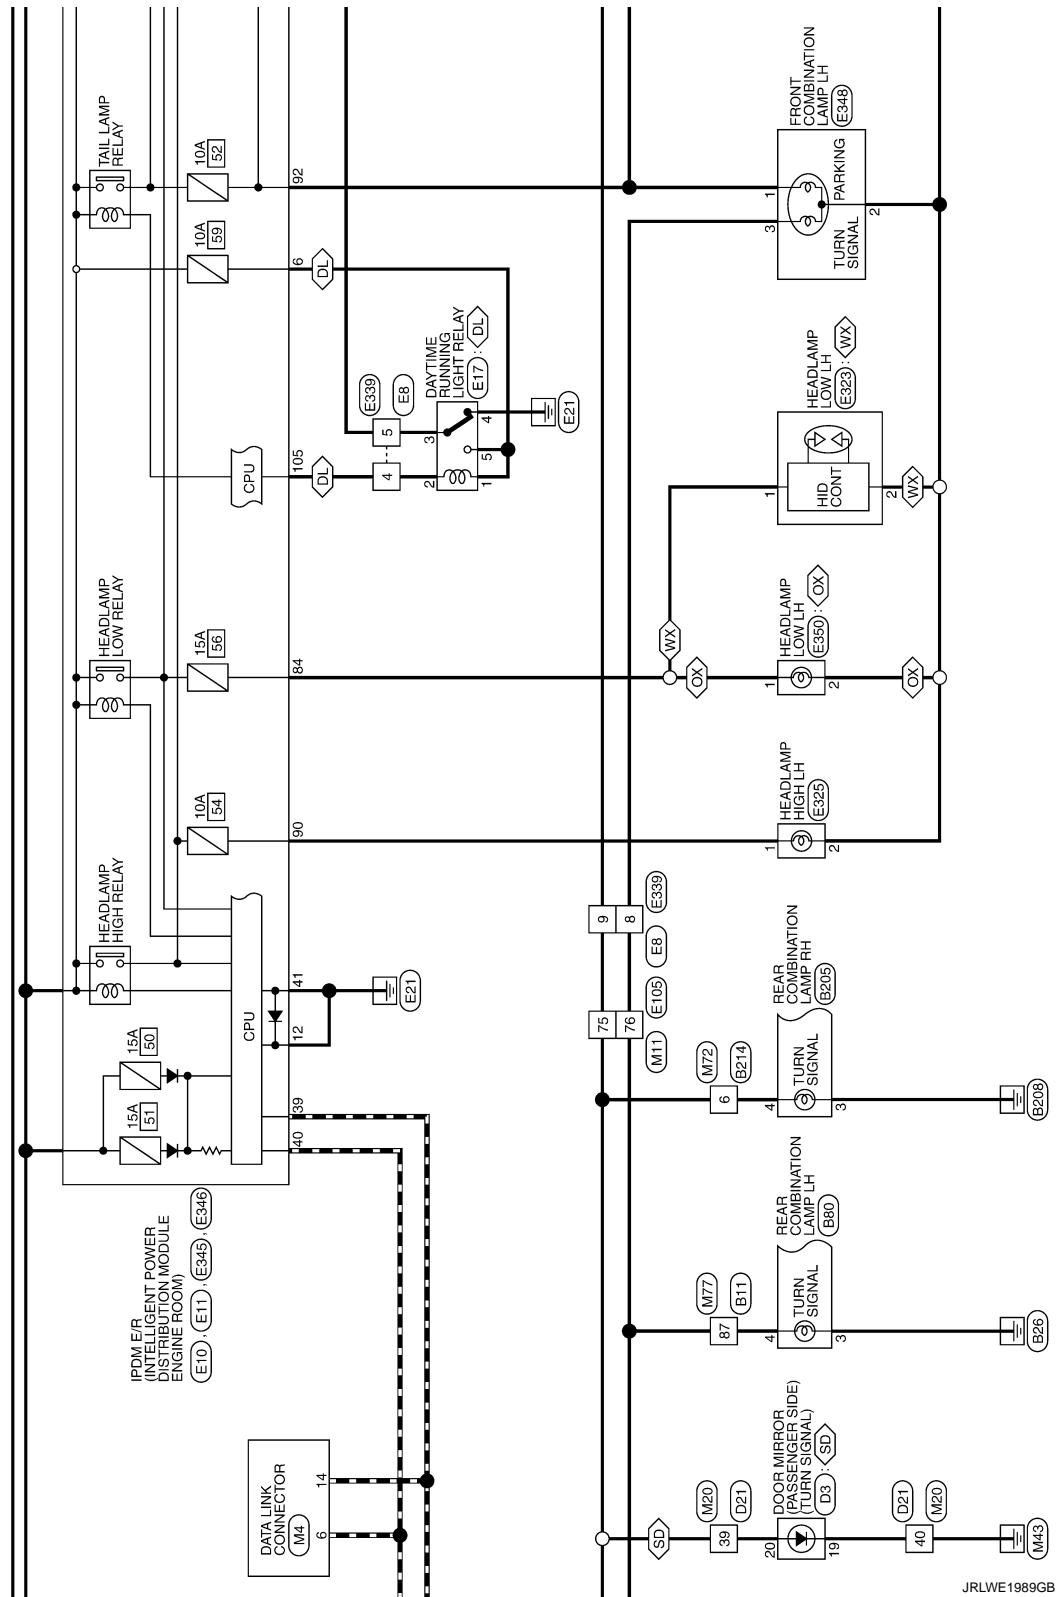 TAIL LAMP
RELAY
10A
52
92
10A
59
6
DL
FRONT
COMBINATION
LAMP LH
E348
1
3
PARKING
TURN
SIGNAL
2
DAYTIME
RUNNING
LIGHT RELAY
E17 : DL
E339
E8
5
4
3
4
2
5
1
E21
CPU
105
DL
HEADLAMP
LOW LH
E323 : WX
1
HID
CONT
2
WX
HEADLAMP
LOW RELAY
15A
56
84
WX
OX
HEADLAMP
LOW LH
E350 : OX
1
2
OX
10A
54
90
HEADLAMP
HIGH LH
E325
1
2
HEADLAMP
HIGH RELAY
CPU
41
12
E21
15A
50
15A
51
39
40
9
8
E339
E8
75
76
E105
M11
REAR
COMBINATION
LAMP RH
B205
M72
B214
6
4
TURN
SIGNAL
3
B208
IPDM E/R
(INTELLIGENT POWER
DISTRIBUTION MODULE
ENGINE ROOM)
E10 , E11 , E345 , E346
REAR
COMBINATION
LAMP LH
B80
M77
B11
87
4
TURN
SIGNAL
3
B26
DATA LINK
CONNECTOR
M4
14
6
DOOR MIRROR
(PASSENGER SIDE)
(TURN SIGNAL)
D3 : SD
SD
M20
D21
39
20
19
D21
M20
40
M43
JRLWE1989GB